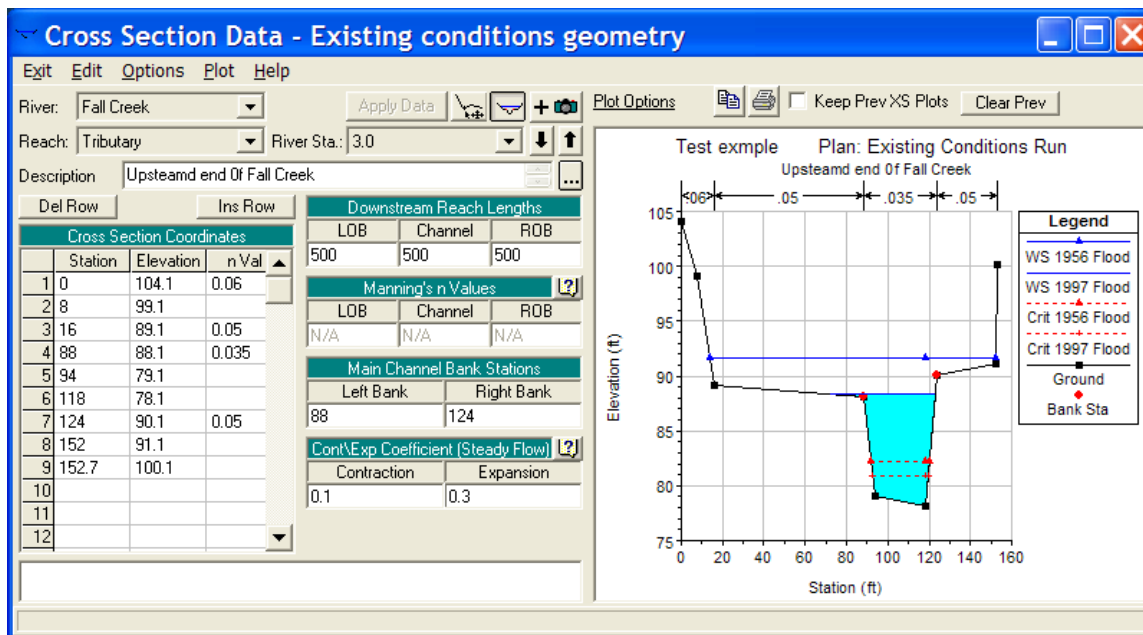 Cross Section Data - Existing conditions geometry
Exit Edit Options Plot Help
River: Fall Creek Apply Data
Reach: Tributary River Sta.: 3.0
Description Upsteamd end 0f Fall Creek ...
Del Row Ins Row
Cross Section Coordinates
Station Elevation n Val
1 0 104.1 0.06
2 8 99.1
3 16 89.1 0.05
4 88 88.1 0.035
5 94 79.1
6 118 78.1
7 124 90.1 0.05
8 152 91.1
9 152.7 100.1
10
11
12
Downstream Reach Lengths
LOB Channel ROB
500 500 500
Manning's n Values ?
LOB Channel ROB
N/A N/A N/A
Main Channel Bank Stations
Left Bank Right Bank
88 124
Cont\Exp Coefficient (Steady Flow) ?
Contraction Expansion
0.1 0.3
Plot Options Keep Prev XS Plots Clear Prev
Test exmple Plan: Existing Conditions Run
Upsteamd end 0f Fall Creek
.06 .05 .035 .05
105
100
95
90
85
80
75
0 20 40 60 80 100 120 140 160
Elevation (ft)
Station (ft)
Legend
WS 1956 Flood
WS 1997 Flood
Crit 1956 Flood
Crit 1997 Flood
Ground
Bank Sta